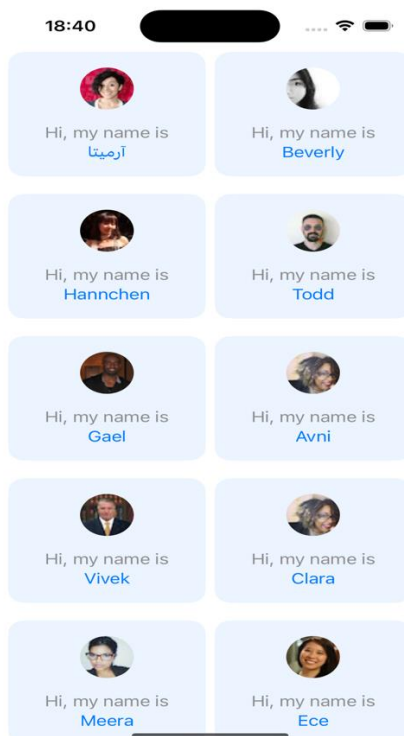 18:40
Hi, my name is
آرمیتا
Hi, my name is
Beverly
Hi, my name is
Hannchen
Hi, my name is
Todd
Hi, my name is
Gael
Hi, my name is
Avni
Hi, my name is
Vivek
Hi, my name is
Clara
Hi, my name is
Meera
Hi, my name is
Ece